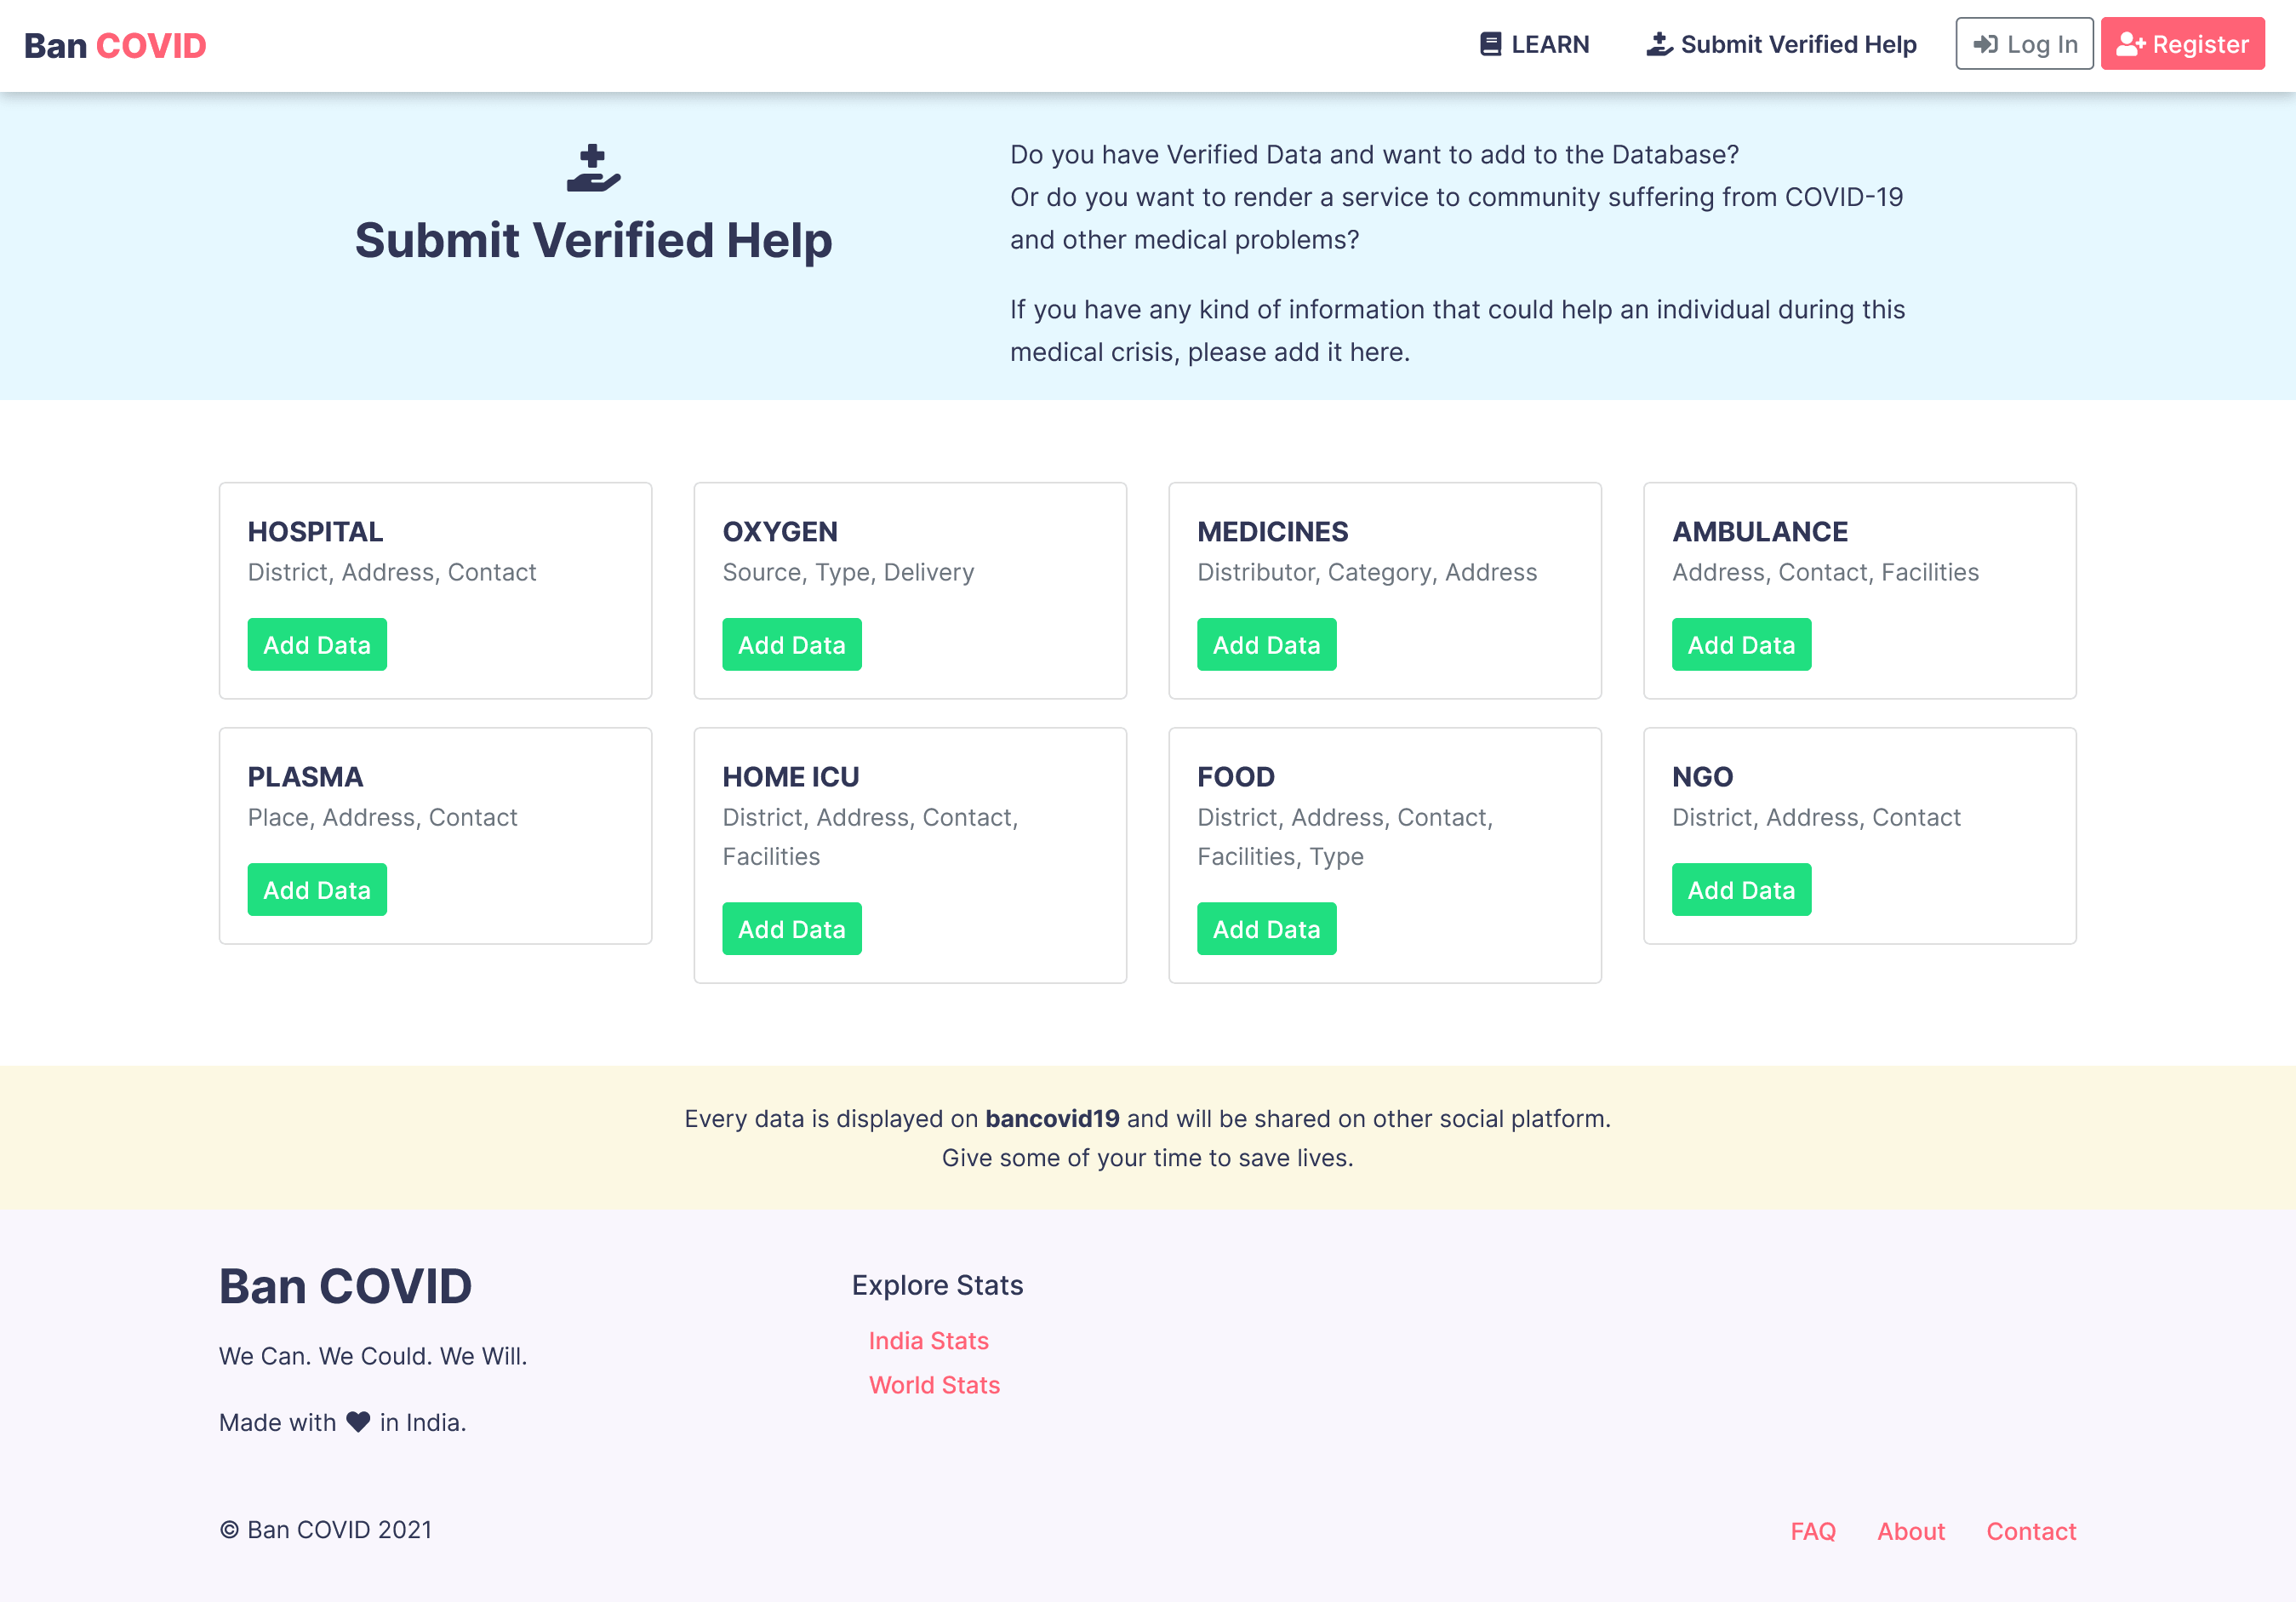 Ban COVID
LEARN
Submit Verified Help
Log In
Register
Submit Verified Help
Do you have Verified Data and want to add to the Database?
Or do you want to render a service to community suffering from COVID-19
and other medical problems?
If you have any kind of information that could help an individual during this
medical crisis, please add it here.
HOSPITAL
District, Address, Contact
Add Data
OXYGEN
Source, Type, Delivery
Add Data
MEDICINES
Distributor, Category, Address
Add Data
AMBULANCE
Address, Contact, Facilities
Add Data
PLASMA
Place, Address, Contact
Add Data
HOME ICU
District, Address, Contact,
Facilities
Add Data
FOOD
District, Address, Contact,
Facilities, Type
Add Data
NGO
District, Address, Contact
Add Data
Every data is displayed on bancovid19 and will be shared on other social platform.
Give some of your time to save lives.
Ban COVID
We Can. We Could. We Will.
Made with ♥ in India.
Explore Stats
India Stats
World Stats
© Ban COVID 2021
FAQ
About
Contact